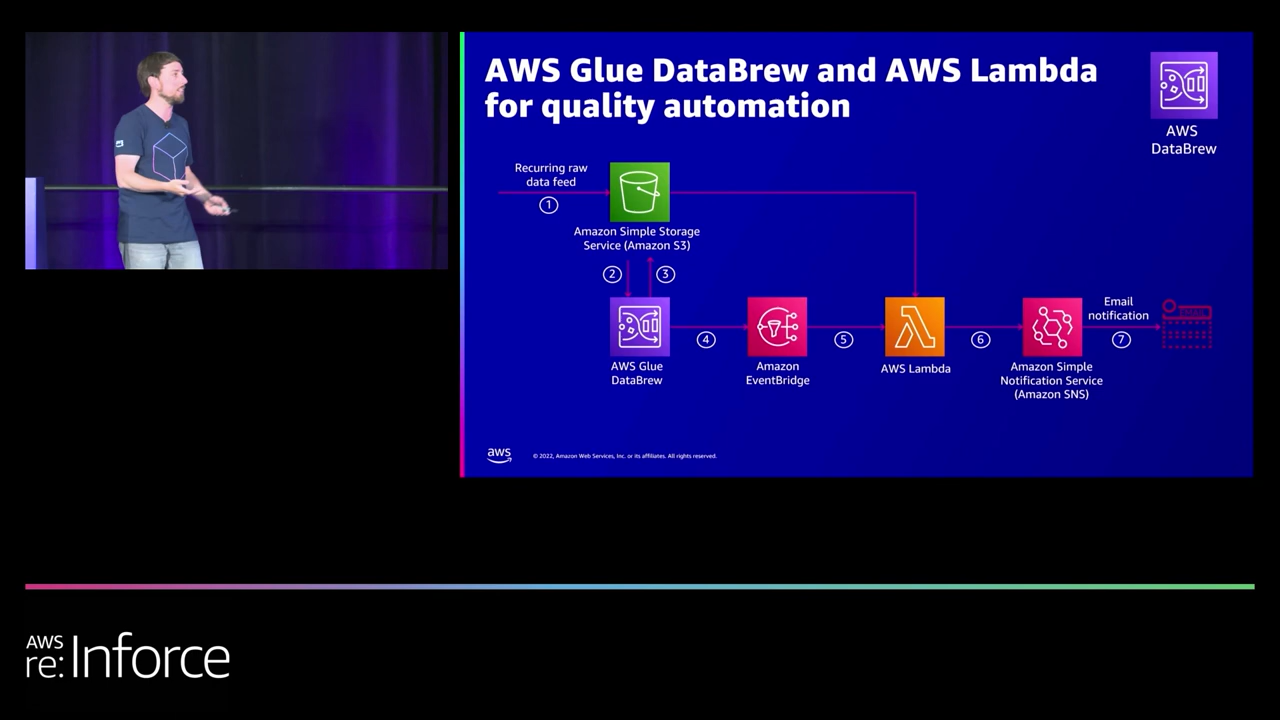 AWS Glue DataBrew and AWS Lambda
for quality automation
AWS
DataBrew
Recurring raw
data feed
1
Amazon Simple Storage
Service (Amazon S3)
2
3
AWS Glue
DataBrew
4
Amazon
EventBridge
5
AWS Lambda
6
Amazon Simple
Notification Service
(Amazon SNS)
Email
notification
7
aws
© 2022, Amazon Web Services, Inc. or its affiliates. All rights reserved.
AWS
re:Inforce